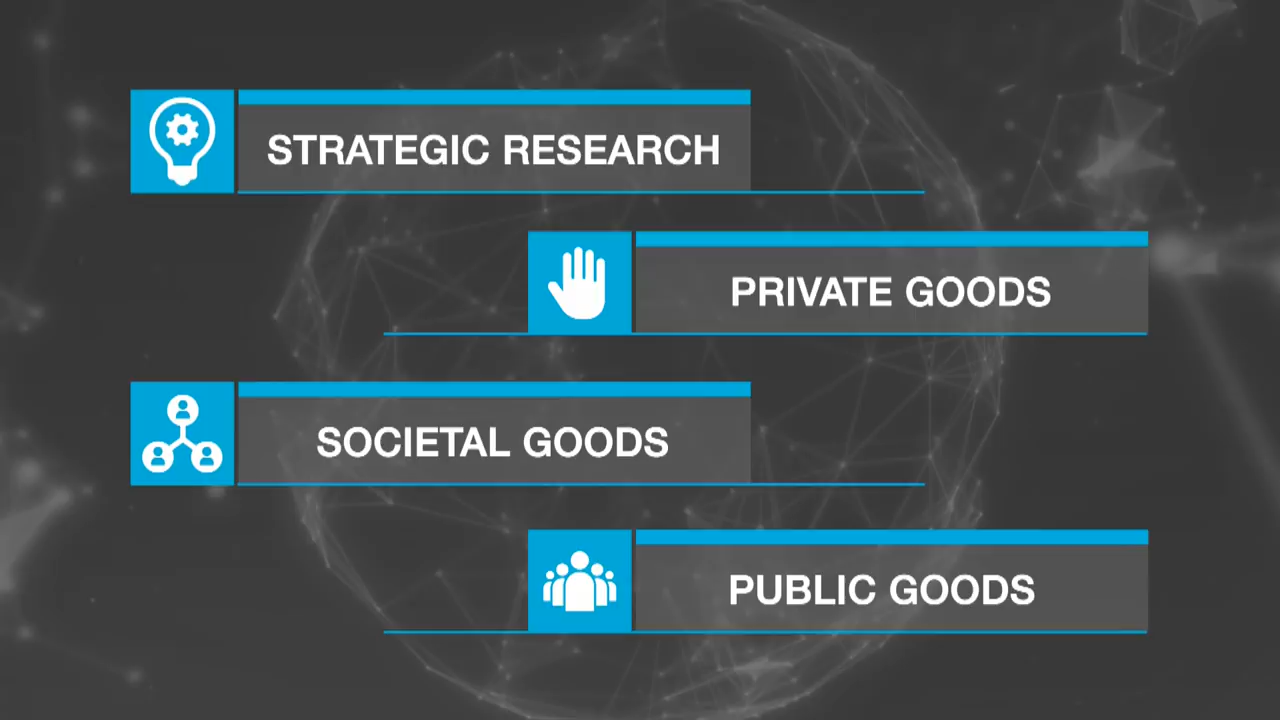 STRATEGIC RESEARCH
PRIVATE GOODS
SOCIETAL GOODS
PUBLIC GOODS